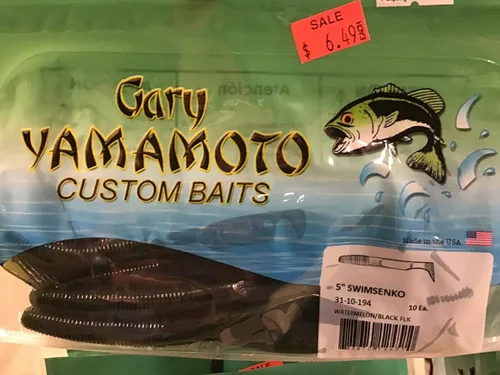 SALE
$ 6.49
Atención
Gary
YAMAMOTO
CUSTOM BAITS
Made in the USA
5" SWIMSENKO
31-10-194
10 Ea.
WATERMELON/BLACK FLK